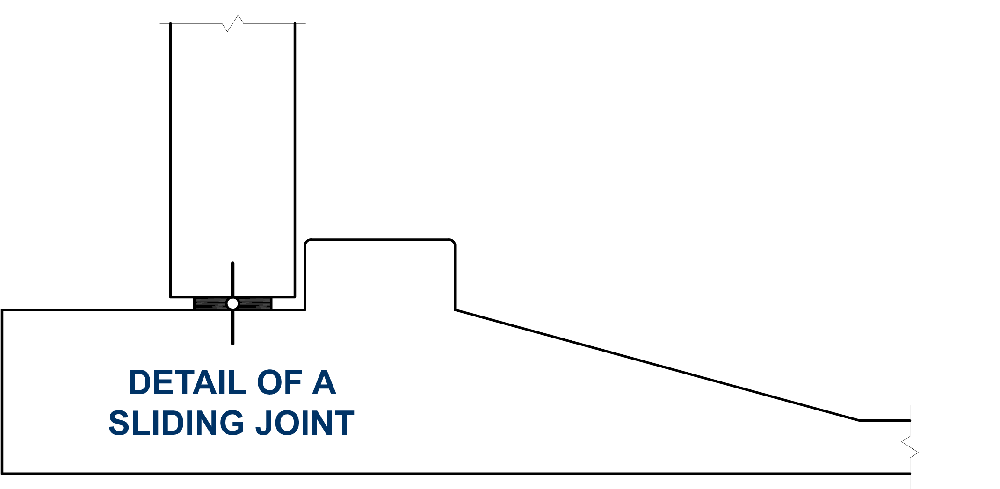 DETAIL OF A
SLIDING JOINT